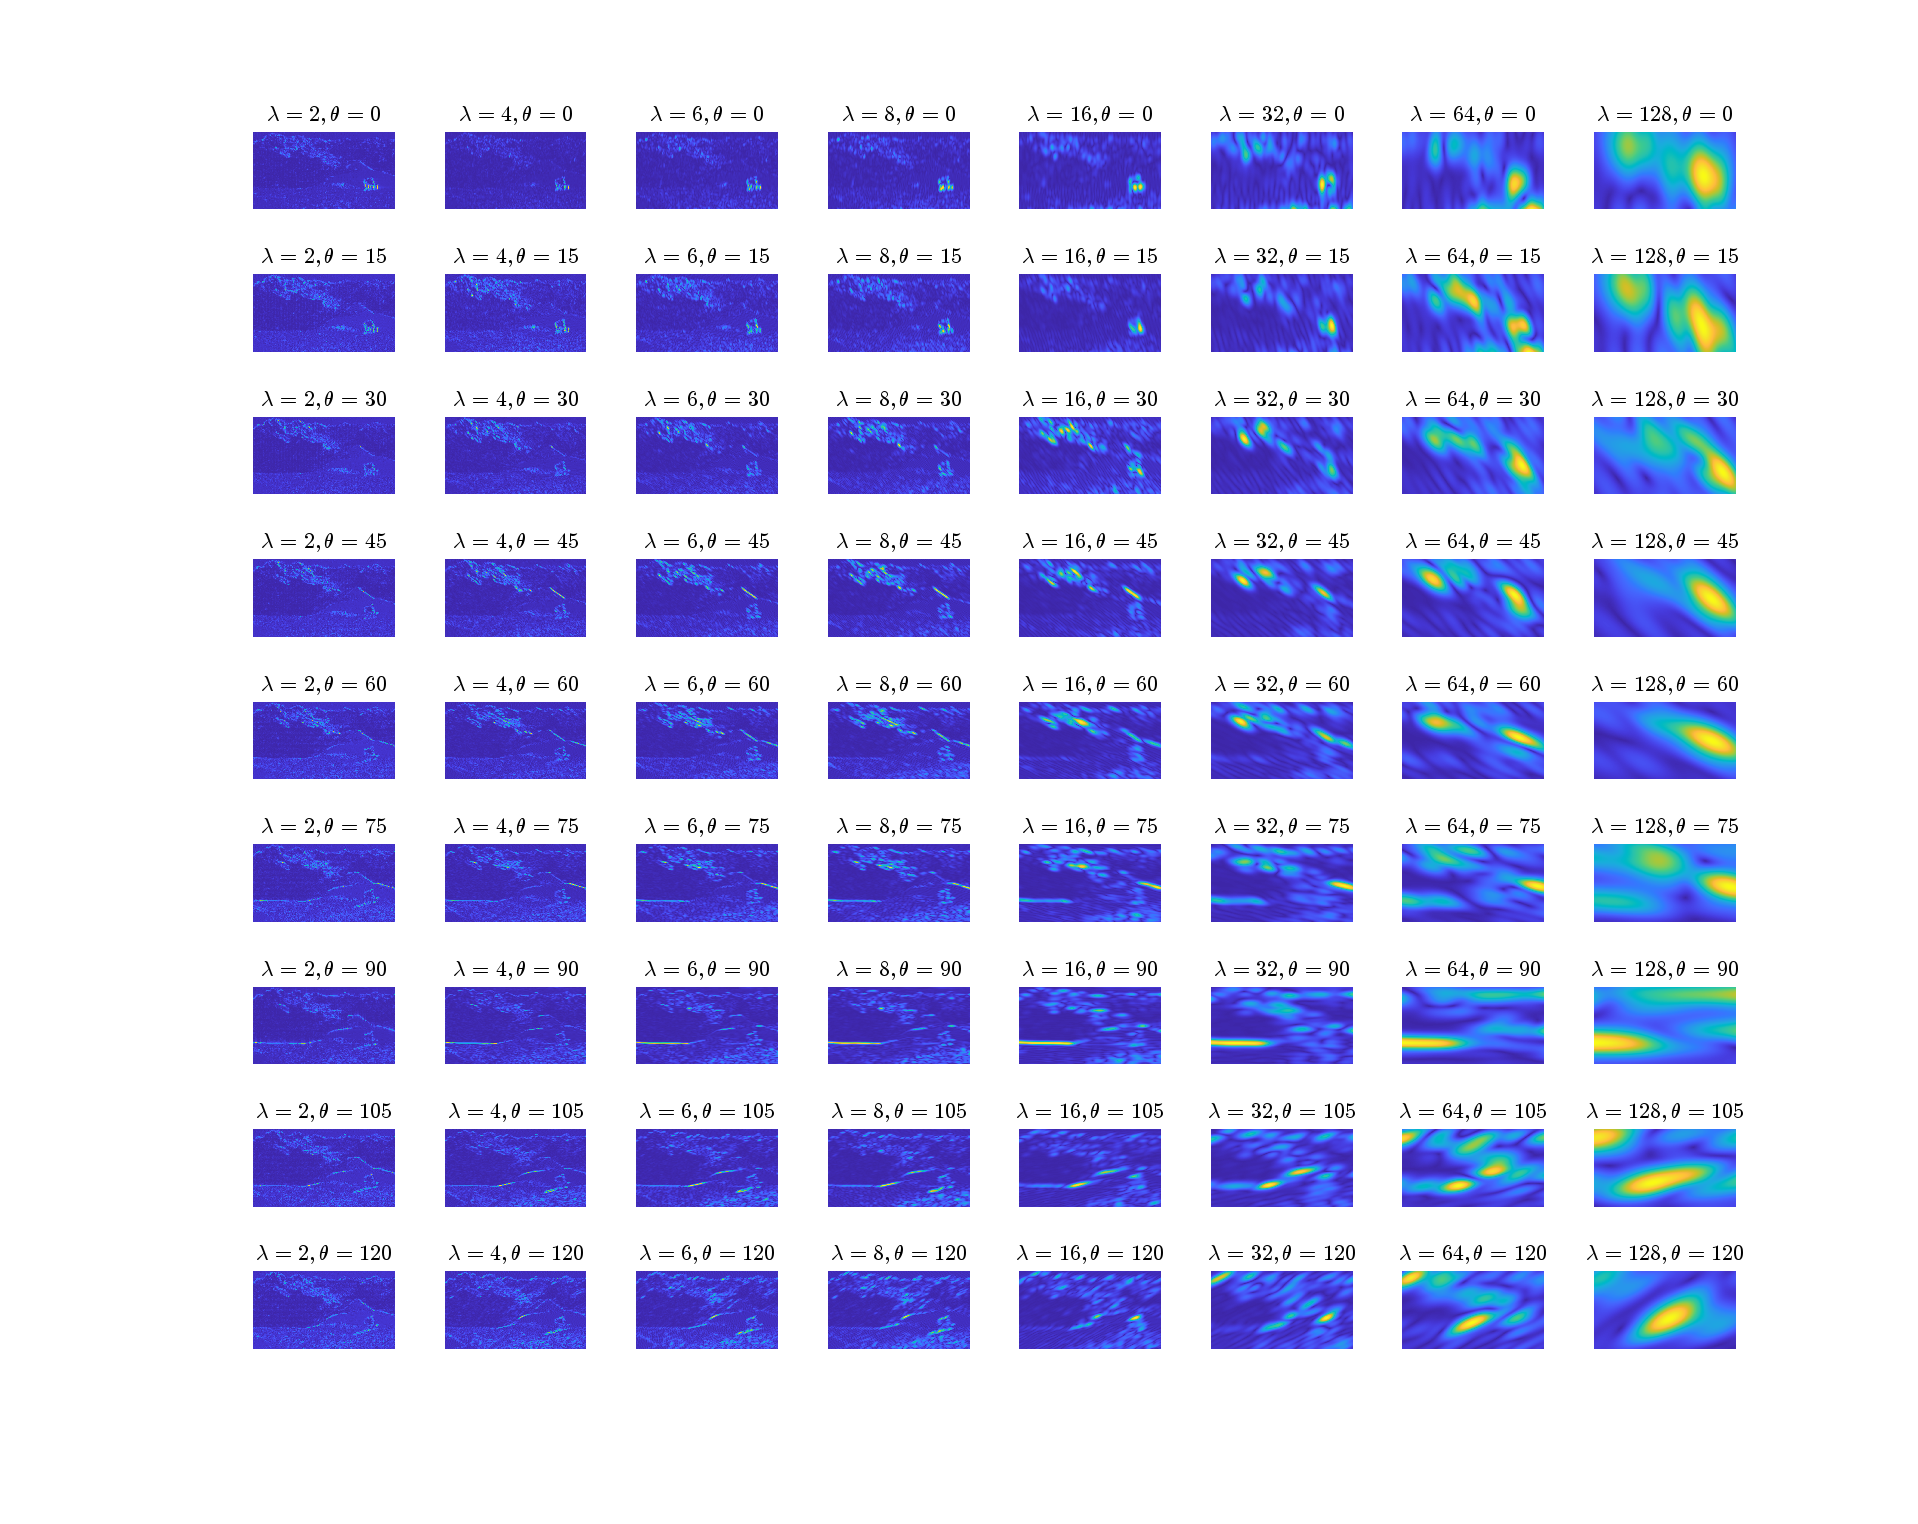 λ = 2, θ = 0 λ = 4, θ = 0 λ = 6, θ = 0 λ = 8, θ = 0 λ = 16, θ = 0 λ = 32, θ = 0 λ = 64, θ = 0 λ = 128, θ = 0
λ = 2, θ = 15 λ = 4, θ = 15 λ = 6, θ = 15 λ = 8, θ = 15 λ = 16, θ = 15 λ = 32, θ = 15 λ = 64, θ = 15 λ = 128, θ = 15
λ = 2, θ = 30 λ = 4, θ = 30 λ = 6, θ = 30 λ = 8, θ = 30 λ = 16, θ = 30 λ = 32, θ = 30 λ = 64, θ = 30 λ = 128, θ = 30
λ = 2, θ = 45 λ = 4, θ = 45 λ = 6, θ = 45 λ = 8, θ = 45 λ = 16, θ = 45 λ = 32, θ = 45 λ = 64, θ = 45 λ = 128, θ = 45
λ = 2, θ = 60 λ = 4, θ = 60 λ = 6, θ = 60 λ = 8, θ = 60 λ = 16, θ = 60 λ = 32, θ = 60 λ = 64, θ = 60 λ = 128, θ = 60
λ = 2, θ = 75 λ = 4, θ = 75 λ = 6, θ = 75 λ = 8, θ = 75 λ = 16, θ = 75 λ = 32, θ = 75 λ = 64, θ = 75 λ = 128, θ = 75
λ = 2, θ = 90 λ = 4, θ = 90 λ = 6, θ = 90 λ = 8, θ = 90 λ = 16, θ = 90 λ = 32, θ = 90 λ = 64, θ = 90 λ = 128, θ = 90
λ = 2, θ = 105 λ = 4, θ = 105 λ = 6, θ = 105 λ = 8, θ = 105 λ = 16, θ = 105 λ = 32, θ = 105 λ = 64, θ = 105 λ = 128, θ = 105
λ = 2, θ = 120 λ = 4, θ = 120 λ = 6, θ = 120 λ = 8, θ = 120 λ = 16, θ = 120 λ = 32, θ = 120 λ = 64, θ = 120 λ = 128, θ = 120